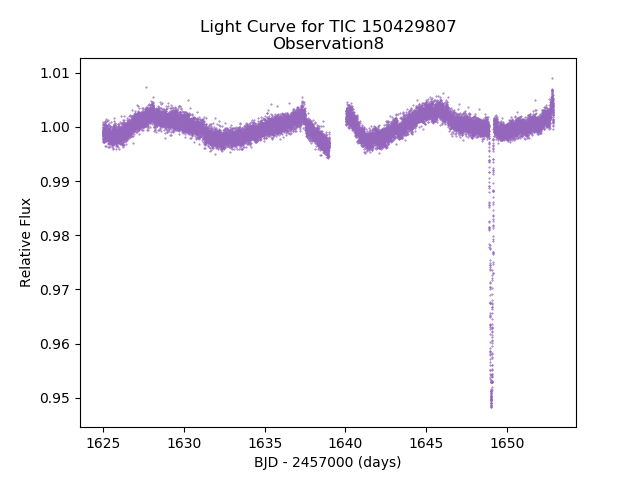 Light Curve for TIC 150429807
Observation8
1.01
1.00
0.99
0.98
0.97
0.96
0.95
Relative Flux
1625 1630 1635 1640 1645 1650
BJD - 2457000 (days)